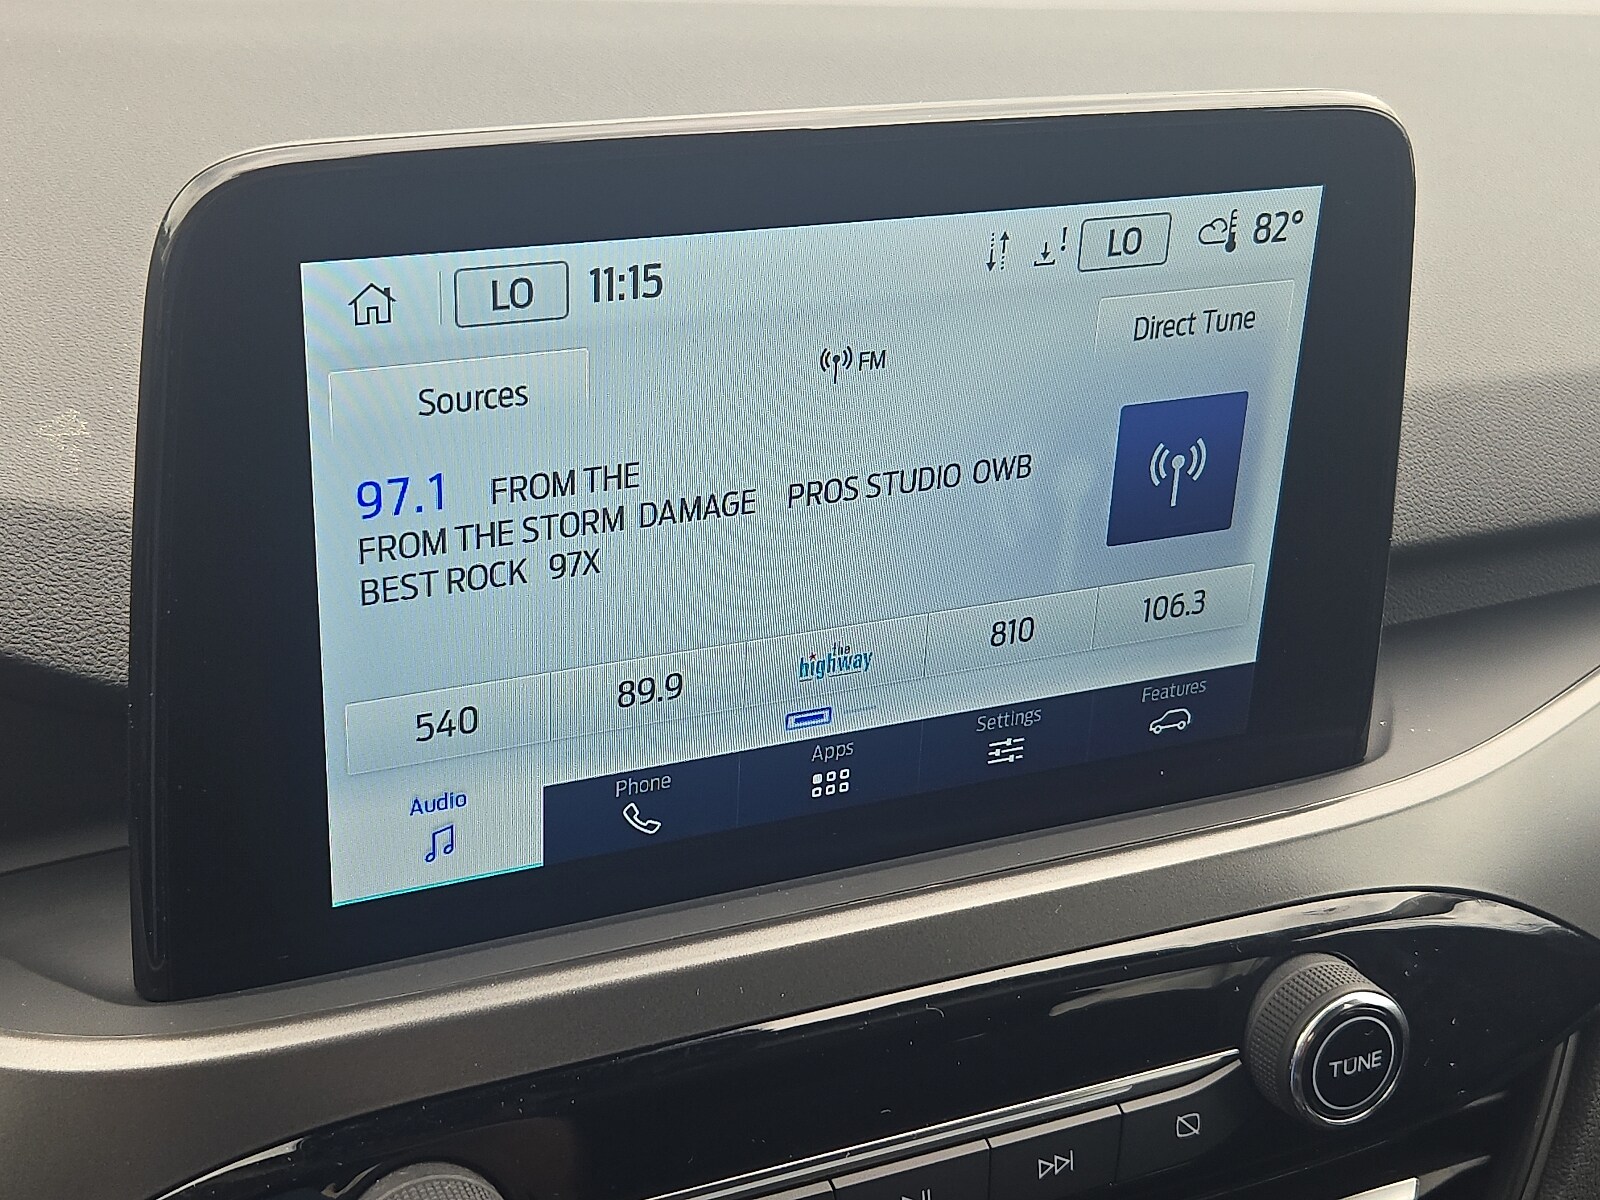 LO 11:15 LO 82°
Sources
FM
Direct Tune
97.1 FROM THE
FROM THE STORM DAMAGE PROS STUDIO OWB
BEST ROCK 97X
540 89.9 the highway 810 106.3
Audio Phone Apps Settings Features
TUNE